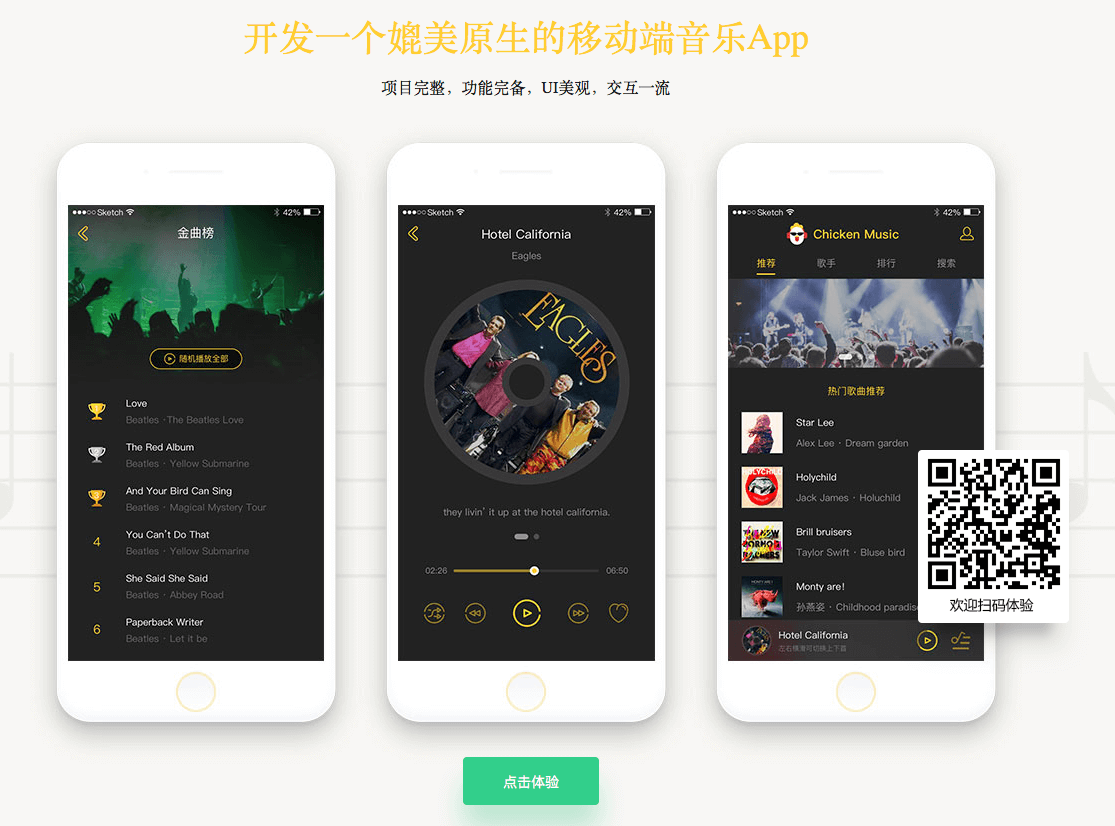 开发一个媲美原生的移动端音乐App
项目完整，功能完备，UI美观，交互一流
Sketch 42%
金曲榜
随机播放全部
Love
Beatles · The Beatles Love
The Red Album
Beatles · Yellow Submarine
And Your Bird Can Sing
Beatles · Magical Mystery Tour
4
You Can't Do That
Beatles · Yellow Submarine
5
She Said She Said
Beatles · Abbey Road
6
Paperback Writer
Beatles · Let it be
Sketch 42%
Hotel California
Eagles
EAGLES
they livin' it up at the hotel california.
02:26 06:50
Sketch 42%
Chicken Music
推荐 歌手 排行 搜索
热门歌曲推荐
Star Lee
Alex Lee · Dream garden
HOLYCHILD
Holychild
Jack James · Holuchild
Brill bruisers
Taylor Swift · Bluse bird
Monty are!
孙燕姿 · Childhood paradise
Hotel California
左右横滑可切换上下首
欢迎扫码体验
点击体验